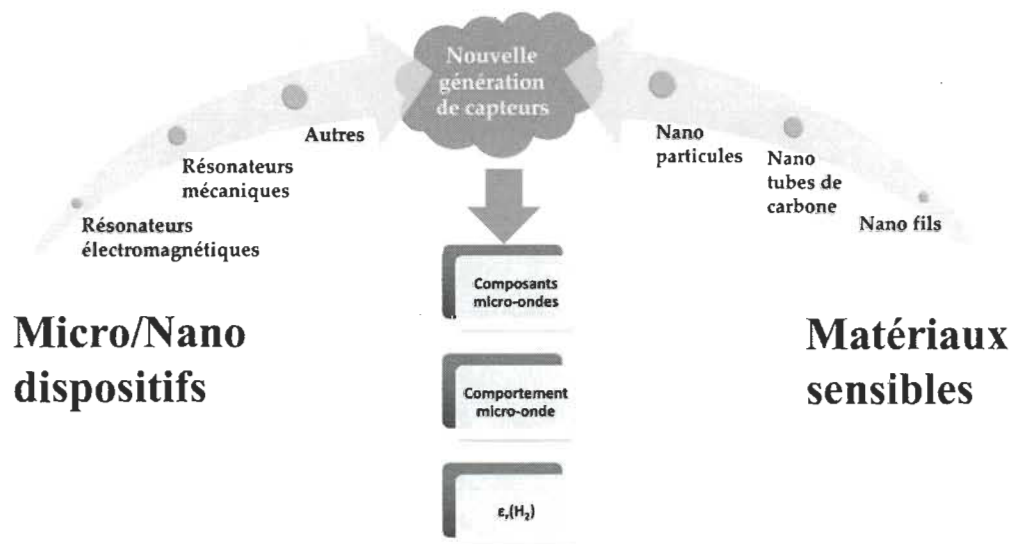 Nouvelle
génération
de capteurs
Autres
Résonateurs
mécaniques
Résonateurs
électromagnétiques
Nano
particules
Nano
tubes de
carbone
Nano fils
Micro/Nano
dispositifs
Matériaux
sensibles
Composants
micro-ondes
Comportement
micro-onde
εᵣ(H₂)